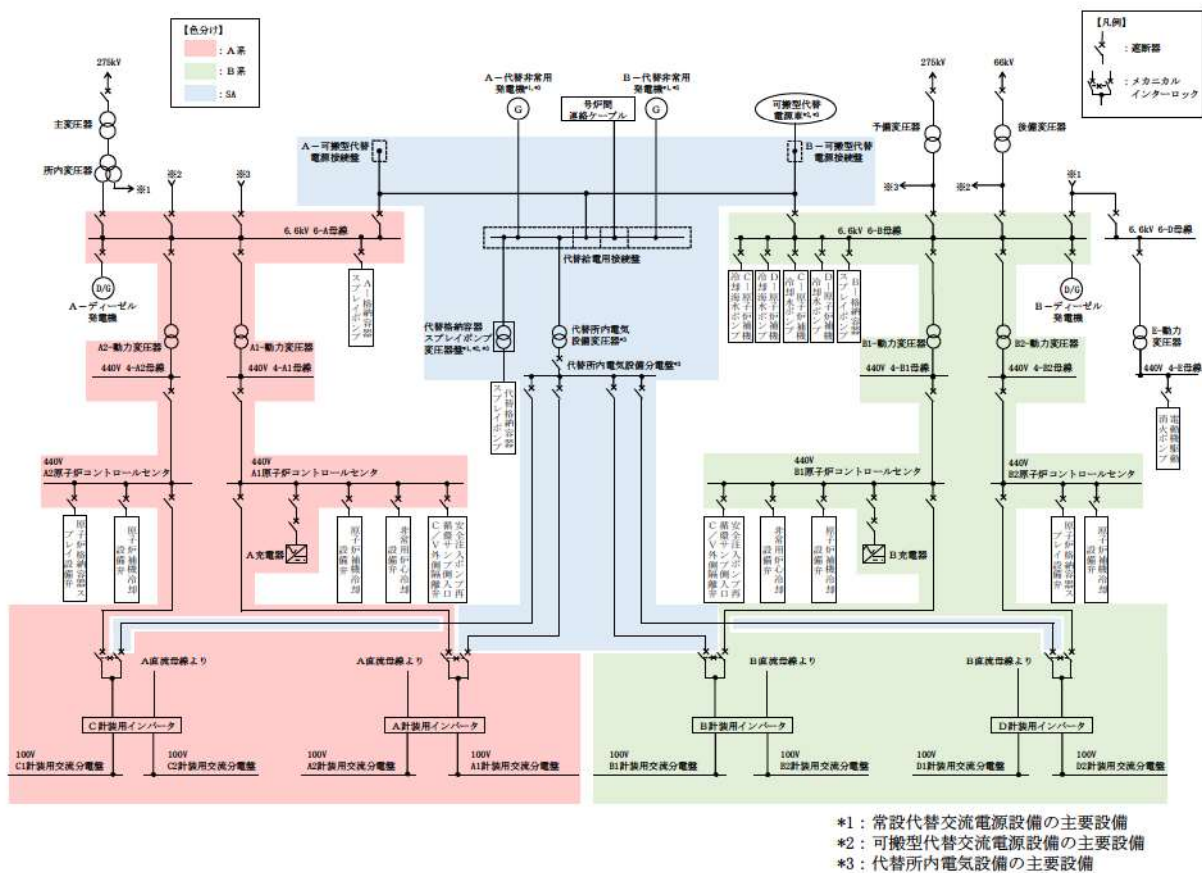 【色分け】
：A系
：B系
：SA
【凡例】
：遮断器
：メカニカル
インターロック
275kV
主変圧器
所内変圧器
※1
※2
※3
A－代替非常用
発電機*1,*3
G
号炉間
連絡ケーブル
B－代替非常用
発電機*1,*3
G
可搬型代替
電源車*2,*3
A－可搬型代替
電源接続盤
B－可搬型代替
電源接続盤
275kV
予備変圧器
※3
66kV
後備変圧器
※2
※1
6.6kV 6-A母線
代替給電用接続盤
6.6kV 6-B母線
6.6kV 6-D母線
D/G
A－ディーゼル
発電機
A－格納容器
スプレイポンプ
C－原子炉補機
冷却海水ポンプ
D－原子炉補機
冷却海水ポンプ
C－原子炉補機
冷却水ポンプ
D－原子炉補機
冷却水ポンプ
B－格納容器
スプレイポンプ
D/G
B－ディーゼル
発電機
A2-動力変圧器
A1-動力変圧器
代替格納容器
スプレイポンプ
変圧器盤*1,*2,*3
代替所内電気
設備変圧器*3
代替所内電気設備分電盤*3
代替格納容器
スプレイポンプ
B1-動力変圧器
B2-動力変圧器
E-動力
変圧器
440V 4-A2母線
440V 4-A1母線
440V 4-B1母線
440V 4-B2母線
440V 4-E母線
電動機駆動
消火ポンプ
440V
A2原子炉コントロールセンタ
440V
A1原子炉コントロールセンタ
440V
B1原子炉コントロールセンタ
440V
B2原子炉コントロールセンタ
原子炉格納容器ス
プレイ設備弁
原子炉補機冷却
設備弁
A充電器
原子炉補機冷却
設備弁
非常用炉心冷却
設備弁
安全注入ポンプ再
循環サンプ側入口
C／V外側隔離弁
安全注入ポンプ再
循環サンプ側入口
C／V外側隔離弁
非常用炉心冷却
設備弁
原子炉補機冷却
設備弁
B充電器
原子炉格納容器ス
プレイ設備弁
原子炉補機冷却
設備弁
A直流母線より
A直流母線より
B直流母線より
B直流母線より
C計装用インバータ
A計装用インバータ
B計装用インバータ
D計装用インバータ
100V
C1計装用交流分電盤
100V
C2計装用交流分電盤
100V
A2計装用交流分電盤
100V
A1計装用交流分電盤
100V
B1計装用交流分電盤
100V
B2計装用交流分電盤
100V
D1計装用交流分電盤
100V
D2計装用交流分電盤
*1：常設代替交流電源設備の主要設備
*2：可搬型代替交流電源設備の主要設備
*3：代替所内電気設備の主要設備